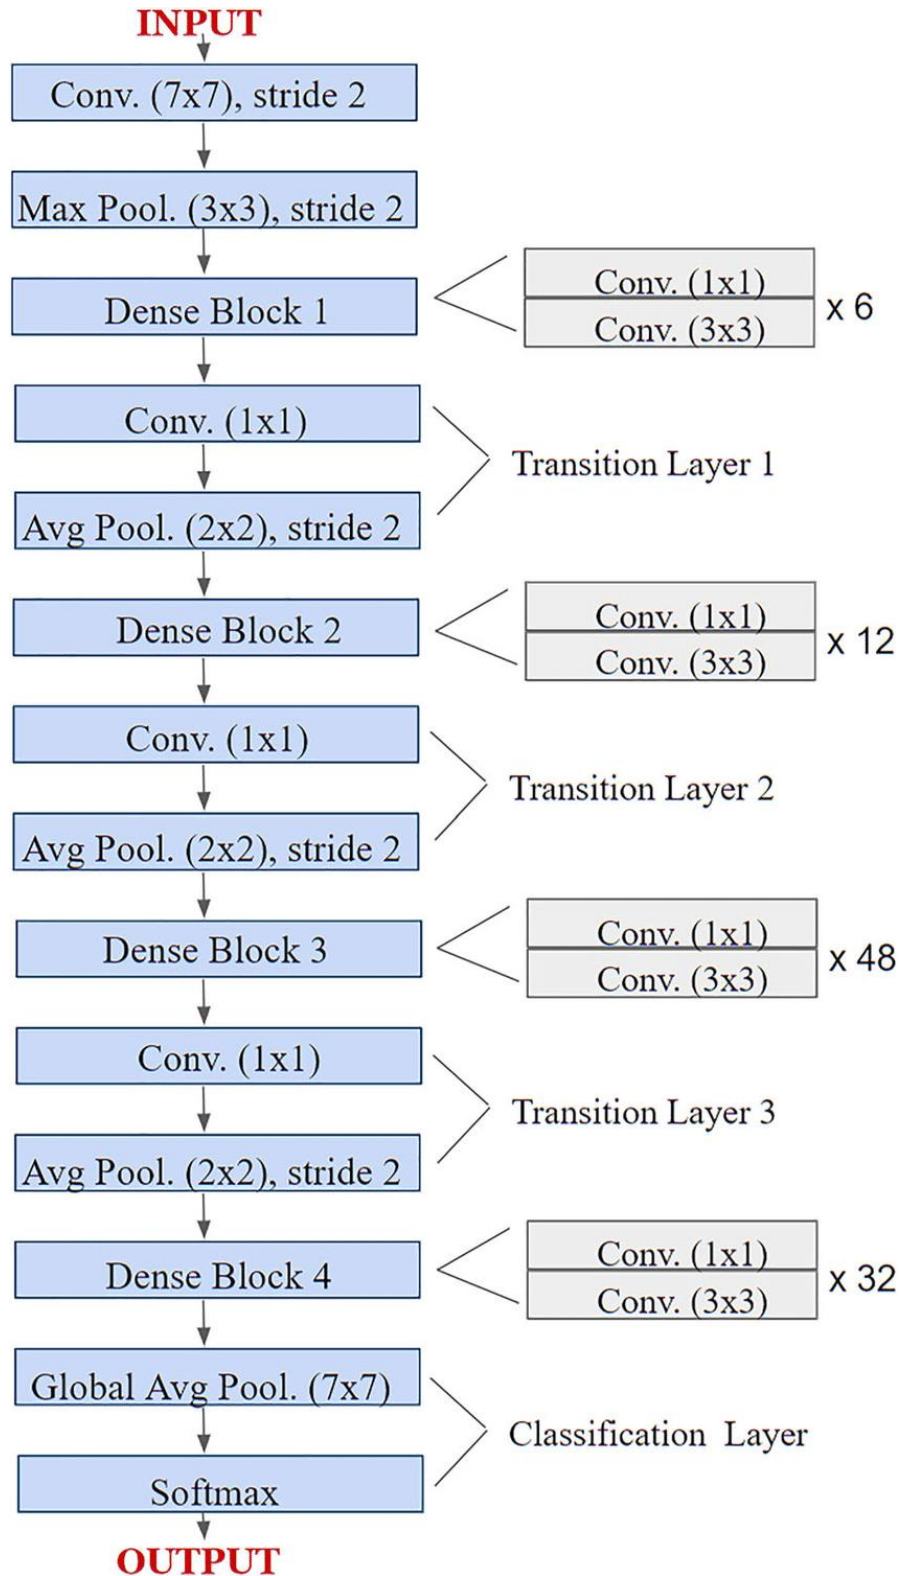 INPUT
Conv. (7x7), stride 2
Max Pool. (3x3), stride 2
Dense Block 1
Conv. (1x1)
Conv. (3x3)
x 6
Conv. (1x1)
Avg Pool. (2x2), stride 2
Transition Layer 1
Dense Block 2
Conv. (1x1)
Conv. (3x3)
x 12
Conv. (1x1)
Avg Pool. (2x2), stride 2
Transition Layer 2
Dense Block 3
Conv. (1x1)
Conv. (3x3)
x 48
Conv. (1x1)
Avg Pool. (2x2), stride 2
Transition Layer 3
Dense Block 4
Conv. (1x1)
Conv. (3x3)
x 32
Global Avg Pool. (7x7)
Softmax
Classification Layer
OUTPUT